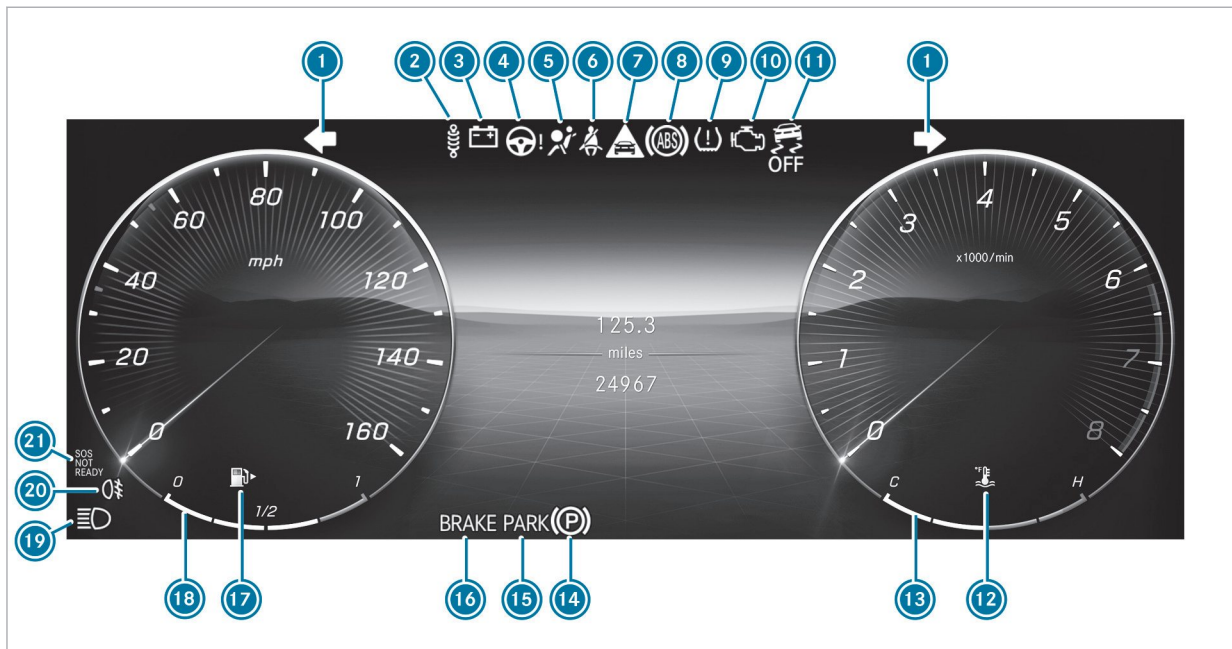 1 2 3 4 5 6 7 8 9 10 11 1
ABS
OFF
0 20 40 60 80 100 120 140 160
mph
0 1 2 3 4 5 6 7 8
x1000/min
125.3
miles
24967
21
SOS
NOT
READY
20
19
0 1/2 1
18 17
BRAKE PARK P
16 15 14
C °F H
13 12